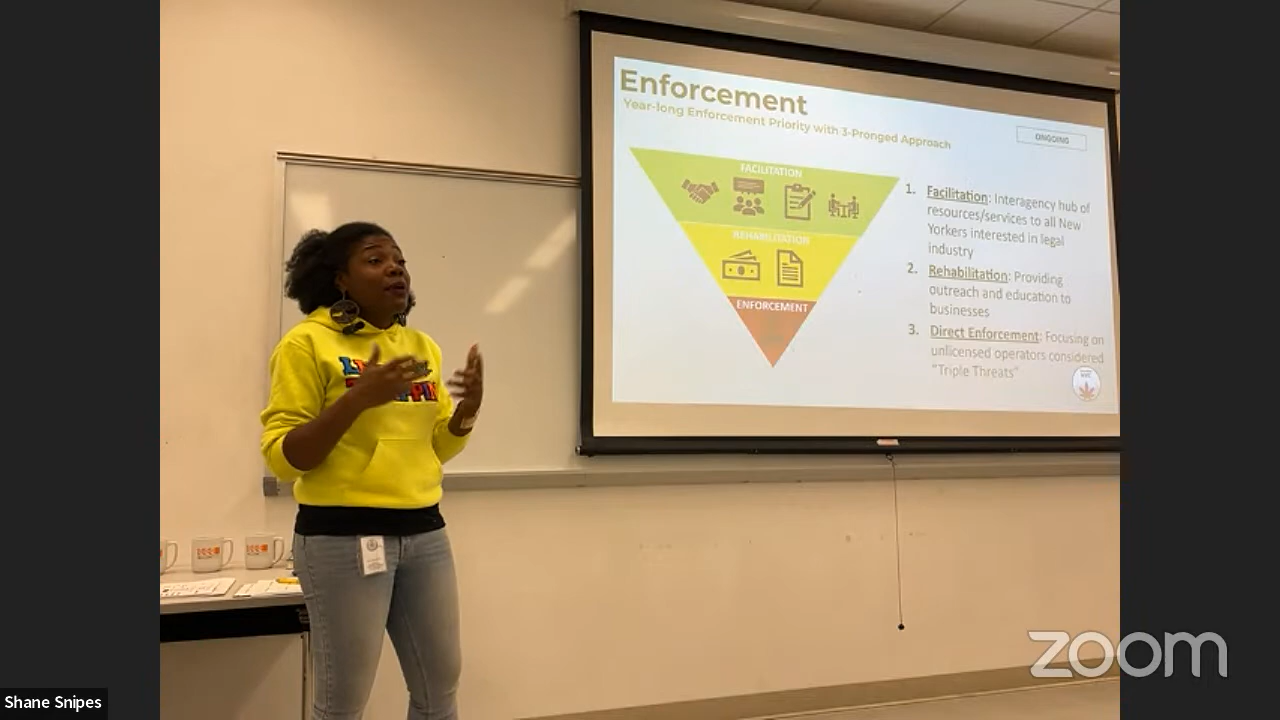 Enforcement
Year-long Enforcement Priority with 3-Pronged Approach
ONGOING
FACILITATION
REHABILITATION
ENFORCEMENT
1. Facilitation: Interagency hub of
resources/services to all New
Yorkers interested in legal
industry
2. Rehabilitation: Providing
outreach and education to
businesses
3. Direct Enforcement: Focusing on
unlicensed operators considered
"Triple Threats"
zoom
Shane Snipes